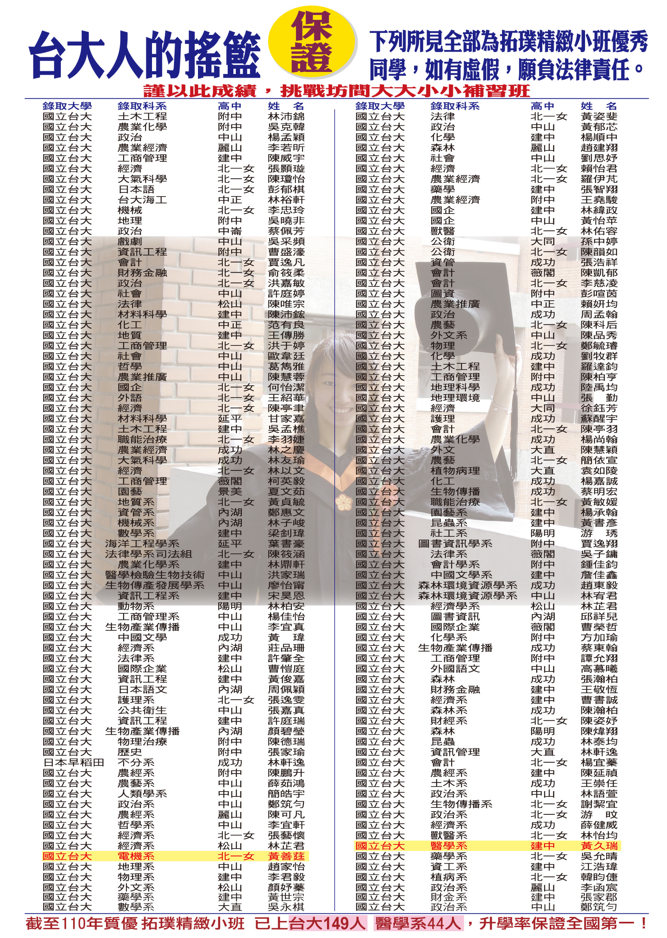 台大人的搖籃
保證
下列所見全部為拓璞精緻小班優秀
同學，如有虛假，願負法律責任。
謹以此成績，挑戰坊間大大小小補習班
錄取大學 錄取科系 高中 姓 名
國立台大 土木工程 附中 林沛錦
國立台大 農業化學 附中 吳克韓
國立台大 政治 中山 楊孟穎
國立台大 農業經濟 麗山 李若昕
國立台大 工商管理 建中 陳威宇
國立台大 經濟 北一女 張顥璇
國立台大 大氣科學 北一女 陳瓊怡
國立台大 日本語 北一女 彭郁棋
國立台大 台大海工 中正 林裕軒
國立台大 機械 北一女 李忠玲
國立台大 地理 附中 吳曉非
國立台大 政治 中崙 蔡佩芳
國立台大 戲劇 中山 吳采頻
國立台大 資訊工程 附中 曹盛濠
國立台大 會計 北一女 賈逸凡
國立台大 財務金融 北一女 俞筱柔
國立台大 政治 北一女 洪嘉敏
國立台大 社會 中山 許庭婷
國立台大 法律 松山 陳唯宗
國立台大 材料科學 建中 陳沛鋐
國立台大 化工 中正 范有良
國立台大 地質 建中 王傳勝
國立台大 工商管理 北一女 洪于婷
國立台大 社會 中山 歐韋廷
國立台大 哲學 中山 葛雋雅
國立台大 農業推廣 中山 陳慧蓉
國立台大 國企 北一女 何怡潔
國立台大 外語 北一女 王紹華
國立台大 經濟 北一女 陳亭聿
國立台大 材料科學 延平 甘家嘉
國立台大 土木工程 建中 吳孟樵
國立台大 職能治療 北一女 李羽婕
國立台大 農業經濟 成功 林之慶
國立台大 大氣科學 成功 林友瑜
國立台大 經濟 北一女 林以文
國立台大 工商管理 薇閣 柯英毅
國立台大 園藝 景美 夏文茹
國立台大 地質系 北一女 黃貞毓
國立台大 資管系 內湖 鄭惠文
國立台大 機械系 內湖 林子峻
國立台大 數學系 建中 梁釗瑋
國立台大 海洋工程學系 延平 葉書豪
國立台大 法律學系司法組 北一女 陳筱涵
國立台大 農業化學系 建中 林鼎軒
國立台大 醫學檢驗生物技術 中山 洪家瑞
國立台大 生物傳產發展學系 中山 廖怡甯
國立台大 資訊工程系 建中 宋昊恩
國立台大 動物系 陽明 林柏安
國立台大 工商管理系 中山 楊佳怡
國立台大 生物產業傳播 中山 李宜真
國立台大 中國文學 成功 黃 瑋
國立台大 經濟系 內湖 莊品珊
國立台大 法律系 建中 許肇全
國立台大 國際企業 松山 曹愷庭
國立台大 資訊工程 建中 黃俊嘉
國立台大 日本語文 內湖 周佩穎
國立台大 護理系 北一女 張逸雯
國立台大 公共衛生 中山 張嘉真
國立台大 資訊工程 建中 許庭瑞
國立台大 生物產業傳播 內湖 顏碧瑩
國立台大 物理治療 附中 陳德瑞
國立台大 歷史 附中 張家瑜
日本早稻田 不分系 成功 林軒逸
國立台大 農經系 附中 陳鵬升
國立台大 農藝系 中山 薛茹鴻
國立台大 人類學系 中山 簡皓宇
國立台大 政治系 中山 鄭筑勻
國立台大 農經系 麗山 陳可凡
國立台大 哲學系 中山 李宜軒
國立台大 經濟系 北一女 張藝懷
國立台大 經濟系 松山 林芷君
國立台大 電機系 北一女 黃善莛
國立台大 地理系 中山 趙家怡
國立台大 物理系 建中 李君毅
國立台大 外文系 松山 顏妤蓁
國立台大 藥學系 建中 黃世宗
國立台大 數學系 大直 吳永棋
錄取大學 錄取科系 高中 姓 名
國立台大 法律 北一女 黃姿斐
國立台大 政治 中山 黃郁芯
國立台大 化學 建中 楊順中
國立台大 森林 麗山 趙建翔
國立台大 社會 中山 劉思妤
國立台大 經濟 北一女 賴怡君
國立台大 農業經濟 北一女 羅伊芃
國立台大 藥學 建中 張智翔
國立台大 農業經濟 附中 王堯駿
國立台大 國企 建中 林緯政
國立台大 國企 中山 黃怡苹
國立台大 獸醫 北一女 林佑容
國立台大 公衛 大同 孫中婷
國立台大 公衛 北一女 陳韻如
國立台大 資管 成功 張浩祥
國立台大 會計 薇閣 陳凱郁
國立台大 會計 北一女 李慈凌
國立台大 圖資 附中 彭暄茵
國立台大 農業推廣 中正 賴妍均
國立台大 政治 成功 周孟翰
國立台大 農藝 北一女 陳科后
國立台大 外文系 中山 陳品秀
國立台大 物理 北一女 鄭毓璿
國立台大 化學 成功 劉牧群
國立台大 土木工程 建中 羅達鈞
國立台大 工商管理 附中 陳柏亨
國立台大 地理科學 成功 陸禹均
國立台大 地理環境 中山 張 勤
國立台大 經濟 大同 徐鈺芳
國立台大 護理 成功 蘇醒宇
國立台大 會計 北一女 陳亭羽
國立台大 農業化學 成功 楊尚翰
國立台大 外文 大直 陳慧穎
國立台大 農藝 北一女 簡依宣
國立台大 植物病理 大直 袁如陵
國立台大 化工 成功 楊嘉誠
國立台大 生物傳播 成功 蔡明宏
國立台大 職能治療 北一女 黃敏媛
國立台大 園藝系 建中 楊承翰
國立台大 昆蟲系 建中 黃書彥
國立台大 社工系 陽明 游 琇
國立台大 圖書資訊學系 附中 賈逸翔
國立台大 法律系 薇閣 吳子鏞
國立台大 會計學系 附中 鍾佳鈞
國立台大 中國文學系 建中 詹佳鑫
國立台大 森林環境資源學系 成功 趙東毅
國立台大 森林環境資源學系 中山 林宥君
國立台大 經濟學系 松山 林芷君
國立台大 圖書資訊 內湖 邱祥兒
國立台大 國際企業 薇閣 曹榮哲
國立台大 化學系 附中 方加瑜
國立台大 生物產業傳播 成功 蔡東翰
國立台大 工商管理 附中 譚允翔
國立台大 外國語文 中山 高慕曦
國立台大 森林 成功 張瀚柏
國立台大 財務金融 建中 王敬恆
國立台大 經濟系 建中 曹書誠
國立台大 森林系 成功 陳瀚柏
國立台大 財經系 北一女 陳姿妤
國立台大 森林 陽明 陳煒翔
國立台大 昆蟲 成功 林泰均
國立台大 資訊管理 大直 林軒逸
國立台大 會計 北一女 楊宜蓁
國立台大 農經系 建中 陳延禎
國立台大 土木系 成功 王崇任
國立台大 政治系 中山 林語萱
國立台大 生物傳播系 北一女 謝絜宜
國立台大 政治系 北一女 游 旼
國立台大 經濟系 成功 薛健威
國立台大 獸醫系 北一女 林怡均
國立台大 醫學系 建中 黃久瑞
國立台大 藥學系 北一女 吳允晴
國立台大 資工系 建中 江浩瑋
國立台大 植病系 北一女 韓昀倢
國立台大 政治系 麗山 李函宸
國立台大 財金系 建中 張家郡
國立台大 政治系 中山 鄭筑勻
截至110年質優 拓璞精緻小班 已上台大149人 醫學系44人，升學率保證全國第一！